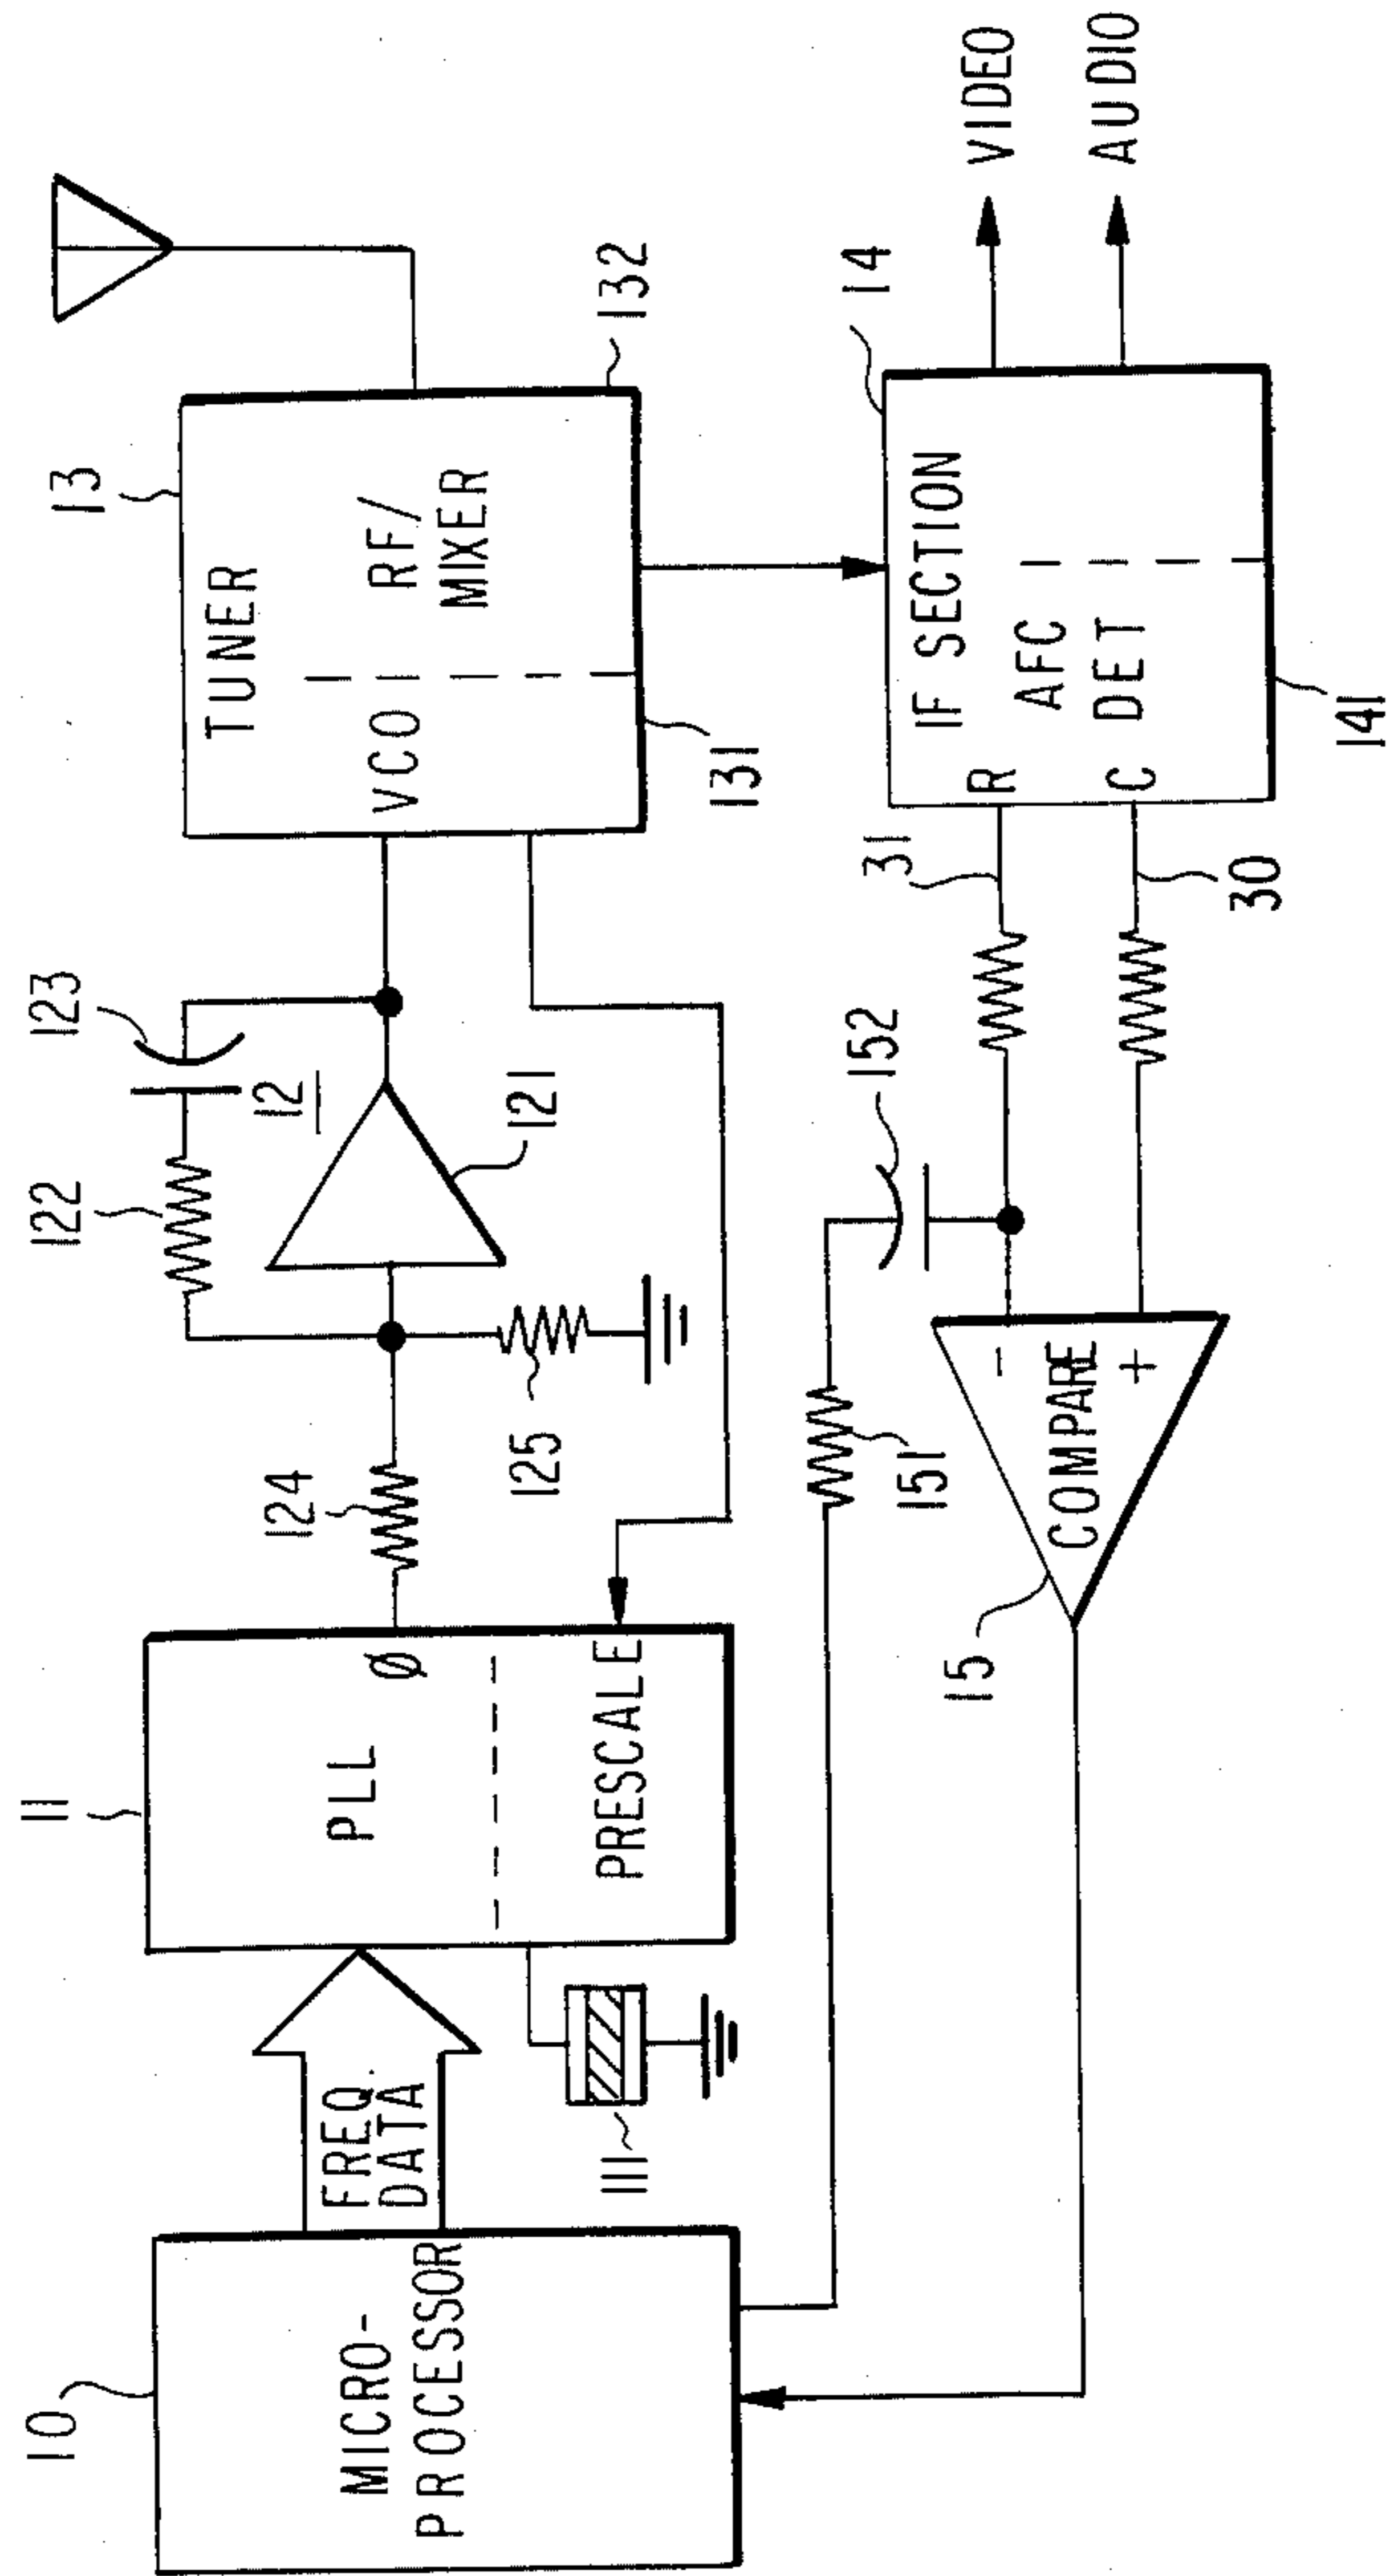 10
MICRO-
PROCESSOR
FREQ.
DATA
11
PLL
Ø
PRESCALE
111
124
125
122
123
12
121
13
TUNER
VCO
RF/
MIXER
131
132
14
IF SECTION
AFC
DET
R
C
141
31
30
VIDEO
AUDIO
152
151
15
COMPARE
-
+